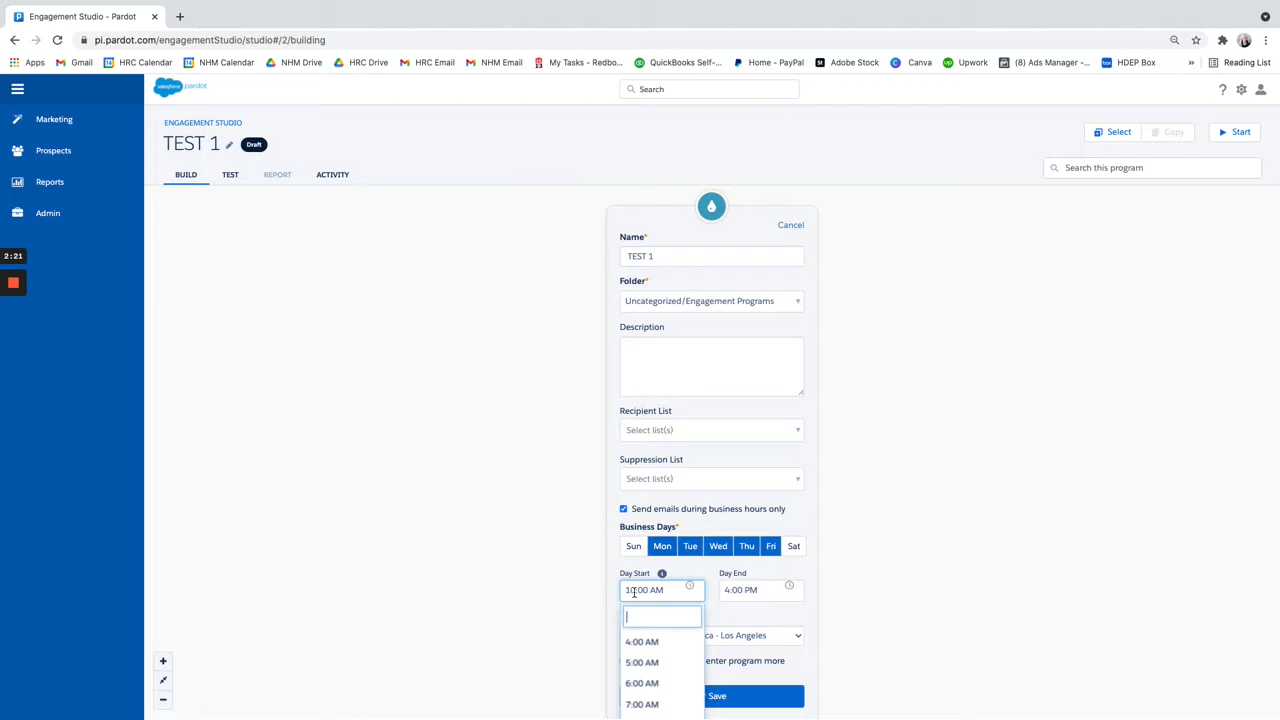 Engagement Studio - Pardot
pi.pardot.com/engagementStudio/studio#/2/building
Apps
Gmail
HRC Calendar
NHM Calendar
NHM Drive
HRC Drive
HRC Email
NHM Email
My Tasks - Redbo...
QuickBooks Self-...
Home - PayPal
Adobe Stock
Canva
Upwork
(8) Ads Manager -...
HDEP Box
Reading List
salesforce pardot
Search
Marketing
Prospects
Reports
Admin
2:21
ENGAGEMENT STUDIO
TEST 1
Draft
Select
Copy
Start
BUILD
TEST
REPORT
ACTIVITY
Search this program
Cancel
Name*
TEST 1
Folder*
Uncategorized/Engagement Programs
Description
Recipient List
Select list(s)
Suppression List
Select list(s)
Send emails during business hours only
Business Days*
Sun Mon Tue Wed Thu Fri Sat
Day Start
Day End
10:00 AM
4:00 PM
4:00 AM
5:00 AM
6:00 AM
7:00 AM
ca - Los Angeles
enter program more
Save